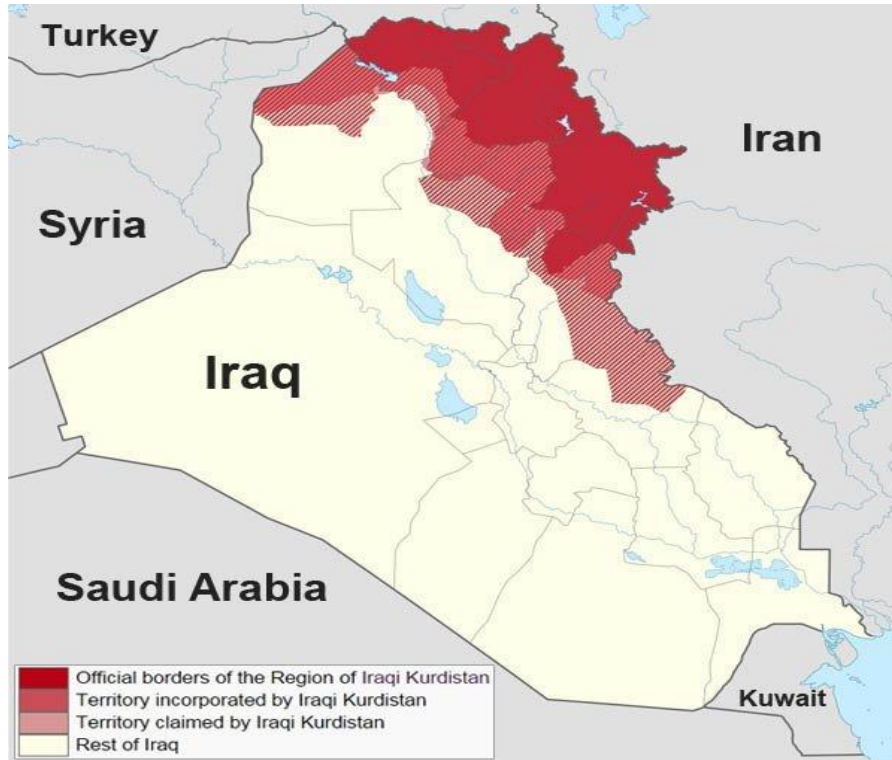 Turkey
Iran
Syria
Iraq
Saudi Arabia
Kuwait
Official borders of the Region of Iraqi Kurdistan
Territory incorporated by Iraqi Kurdistan
Territory claimed by Iraqi Kurdistan
Rest of Iraq